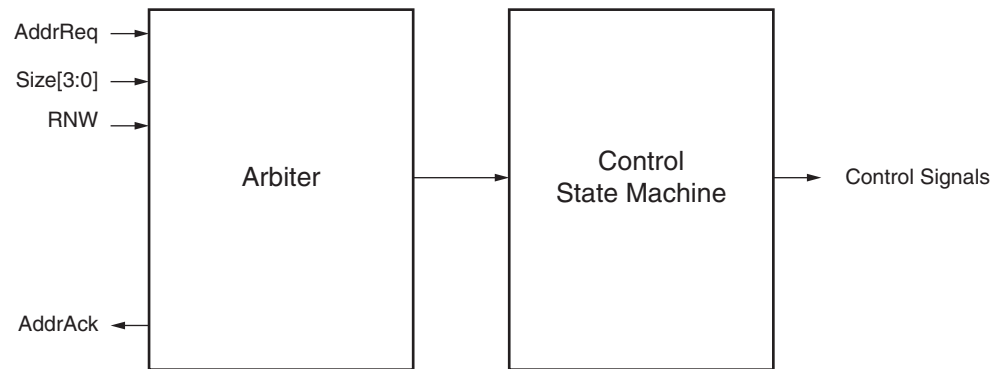 AddrReq
Size[3:0]
RNW
Arbiter
Control
State Machine
Control Signals
AddrAck